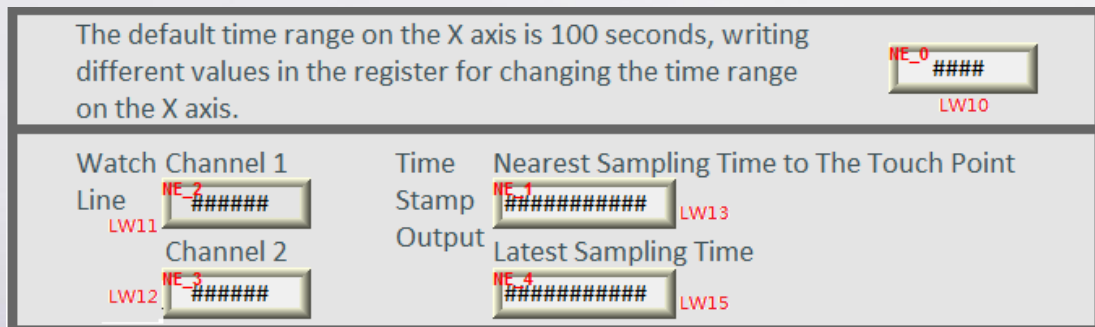 The default time range on the X axis is 100 seconds, writing
different values in the register for changing the time range
on the X axis.
NE_0
####
LW10
Watch Channel 1
Line
NE_2
######
LW11
Channel 2
NE_3
######
LW12
Time
Stamp
Output
Nearest Sampling Time to The Touch Point
NE_1
###########
LW13
Latest Sampling Time
NE_4
###########
LW15